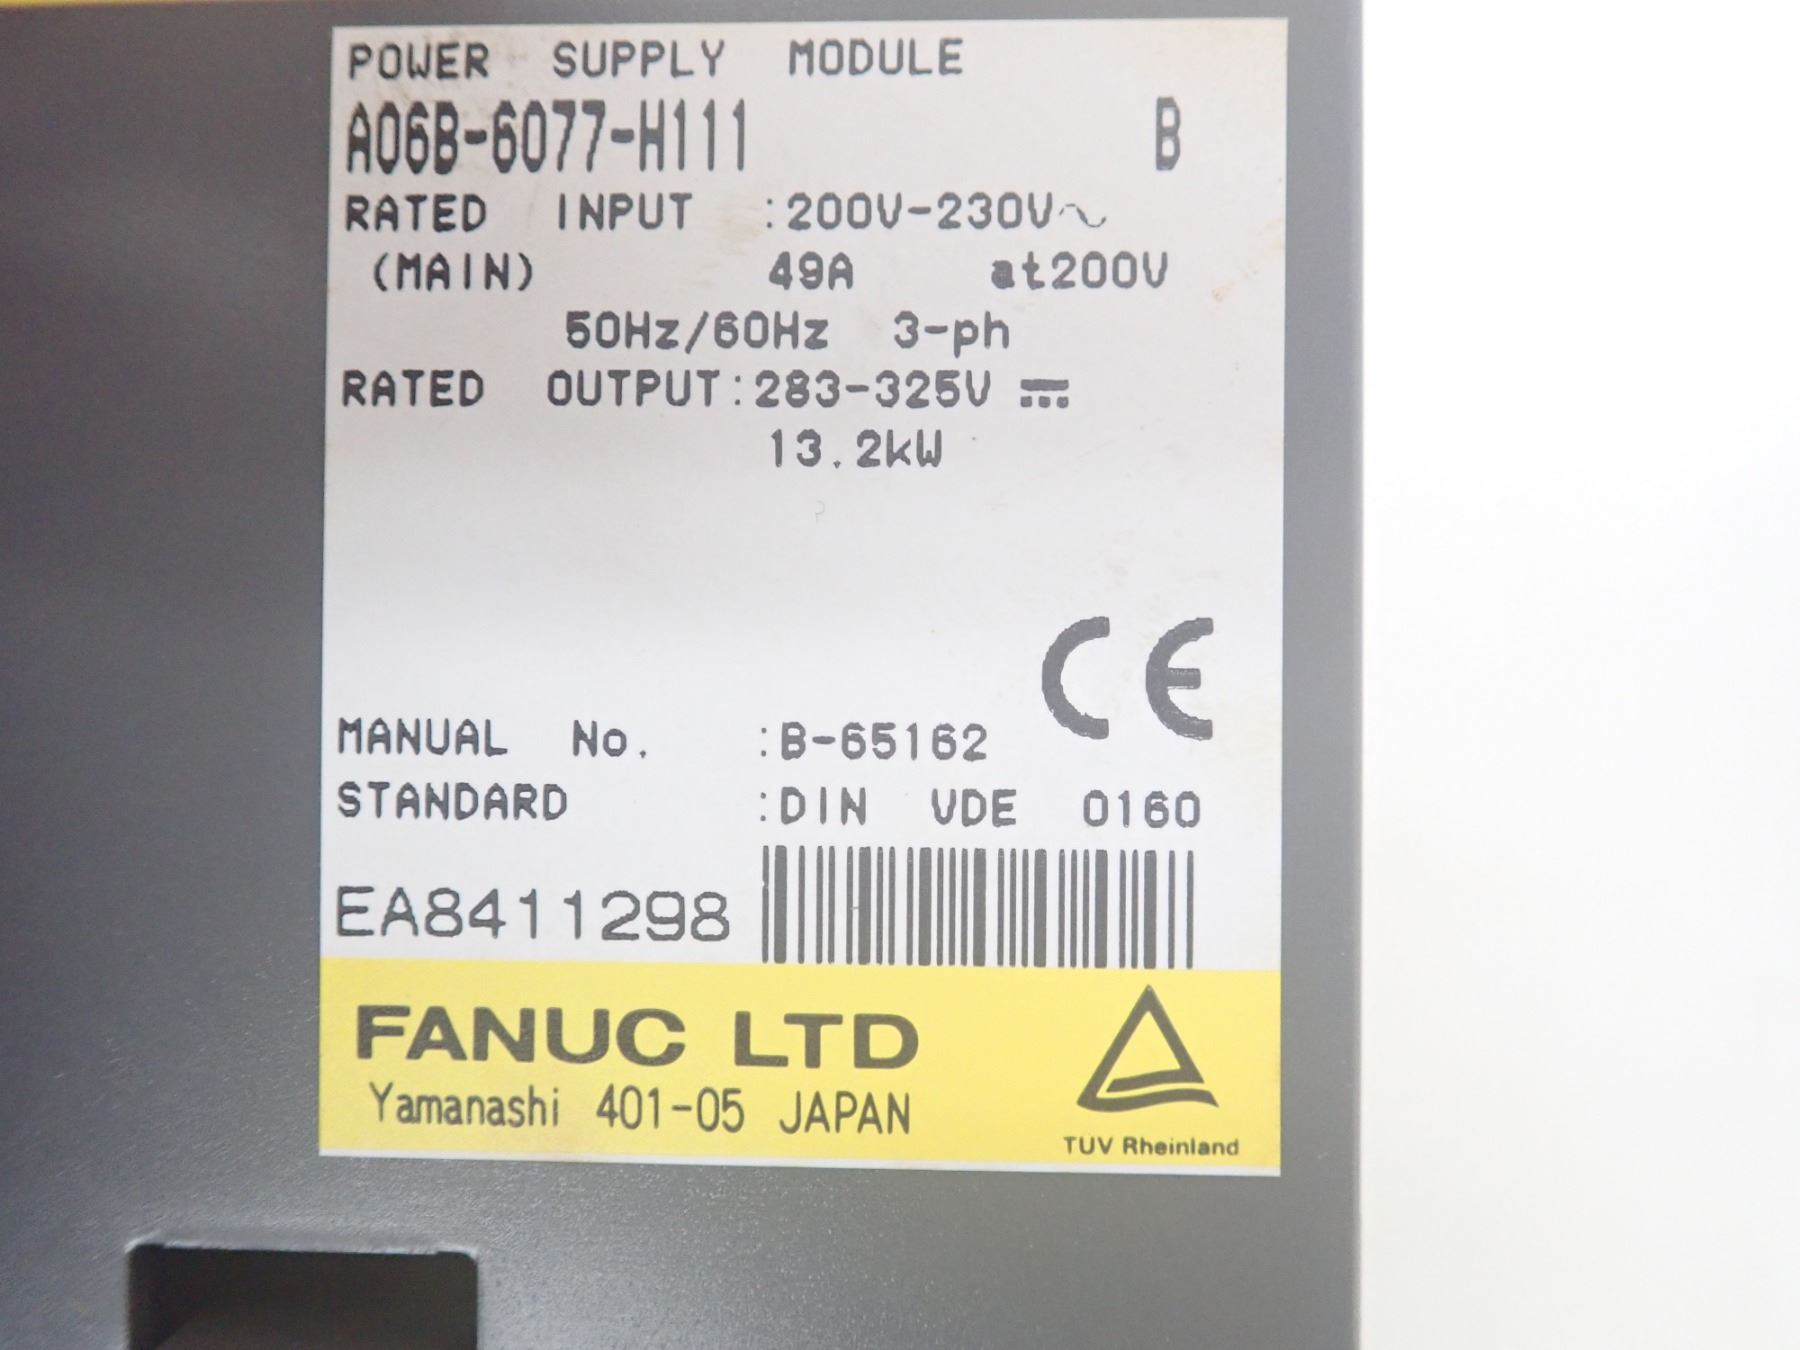 POWER SUPPLY MODULE
A06B-6077-H111 B
RATED INPUT :200V-230V～
(MAIN) 49A at200V
50Hz/60Hz 3-ph
RATED OUTPUT:283-325V ⎓
13.2kW
CE
MANUAL No. :B-65162
STANDARD :DIN VDE 0160
EA8411298
FANUC LTD
Yamanashi 401-05 JAPAN
TÜV Rheinland